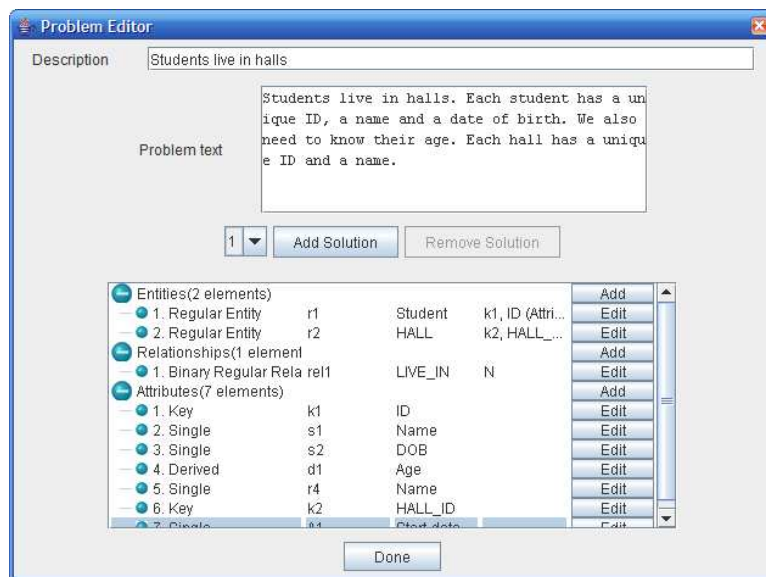 Problem Editor
Description Students live in halls
Problem text
Students live in halls. Each student has a un
ique ID, a name and a date of birth. We also
need to know their age. Each hall has a uniqu
e ID and a name.
1 Add Solution Remove Solution
Entities(2 elements) Add
1. Regular Entity r1 Student k1, ID (Attri... Edit
2. Regular Entity r2 HALL k2, HALL_... Edit
Relationships(1 element Add
1. Binary Regular Rela rel1 LIVE_IN N Edit
Attributes(7 elements) Add
1. Key k1 ID Edit
2. Single s1 Name Edit
3. Single s2 DOB Edit
4. Derived d1 Age Edit
5. Single r4 Name Edit
6. Key k2 HALL_ID Edit
7. Single Start date Edit
Done